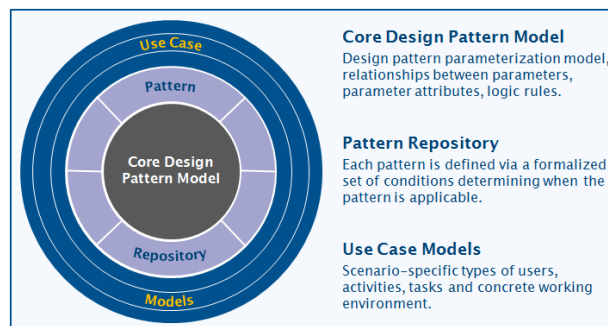 Use Case
Pattern
Core Design
Pattern Model
Repository
Models
Core Design Pattern Model
Design pattern parameterization model,
relationships between parameters,
parameter attributes, logic rules.
Pattern Repository
Each pattern is defined via a formalized
set of conditions determining when the
pattern is applicable.
Use Case Models
Scenario-specific types of users,
activities, tasks and concrete working
environment.